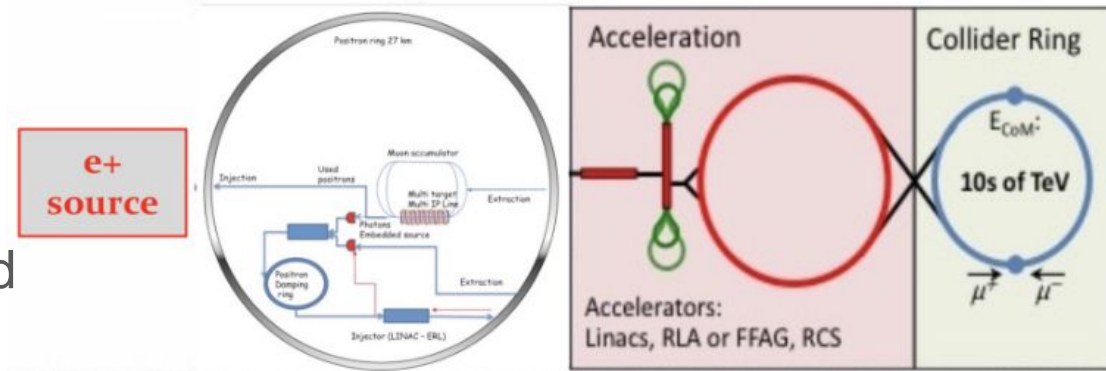 e+
source
d
Positron ring 27 km
Muon accumulator
Used
positrons
Injection
Multi target
Multi IP Line
Extraction
Photons
Embedded source
Positron
Damping
ring
Extraction
Injector (LINAC - ERL)
Acceleration
Accelerators:
Linacs, RLA or FFAG, RCS
Collider Ring
E_CoM:
10s of TeV
μ+ μ-